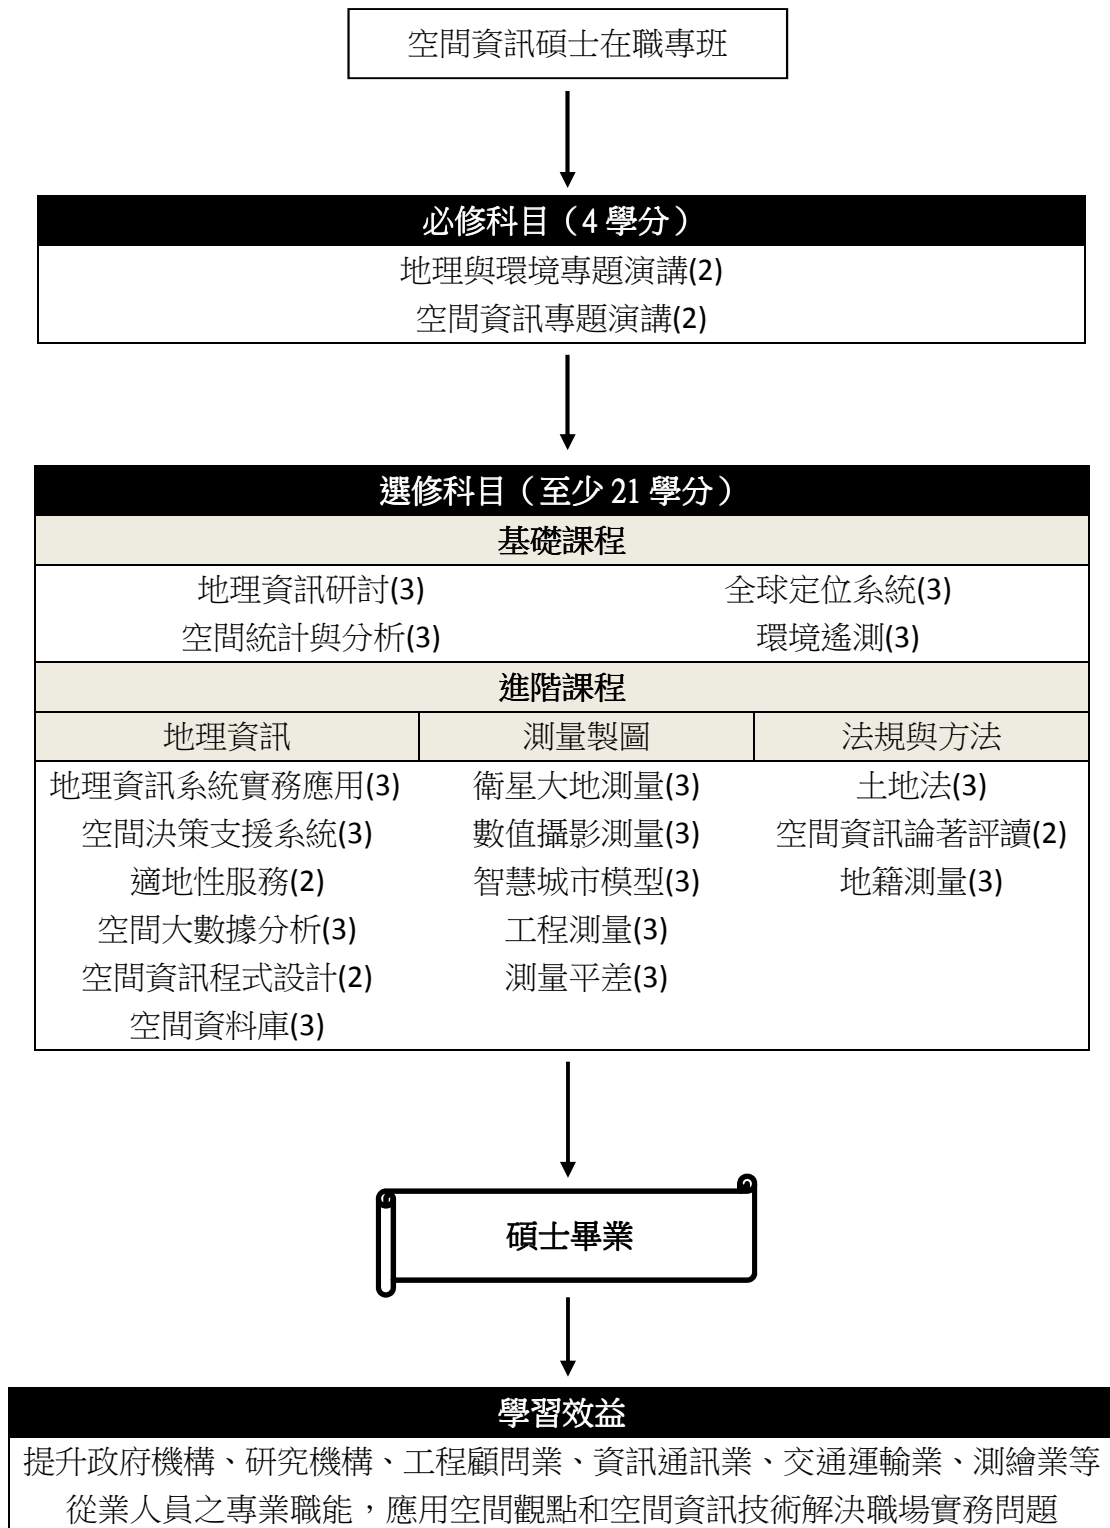 空間資訊碩士在職專班
必修科目（4 學分）
地理與環境專題演講(2)
空間資訊專題演講(2)
選修科目（至少 21 學分）
基礎課程
地理資訊研討(3) 全球定位系統(3)
空間統計與分析(3) 環境遙測(3)
進階課程
地理資訊 測量製圖 法規與方法
地理資訊系統實務應用(3) 衛星大地測量(3) 土地法(3)
空間決策支援系統(3) 數值攝影測量(3) 空間資訊論著評讀(2)
適地性服務(2) 智慧城市模型(3) 地籍測量(3)
空間大數據分析(3) 工程測量(3)
空間資訊程式設計(2) 測量平差(3)
空間資料庫(3)
碩士畢業
學習效益
提升政府機構、研究機構、工程顧問業、資訊通訊業、交通運輸業、測繪業等
從業人員之專業職能，應用空間觀點和空間資訊技術解決職場實務問題